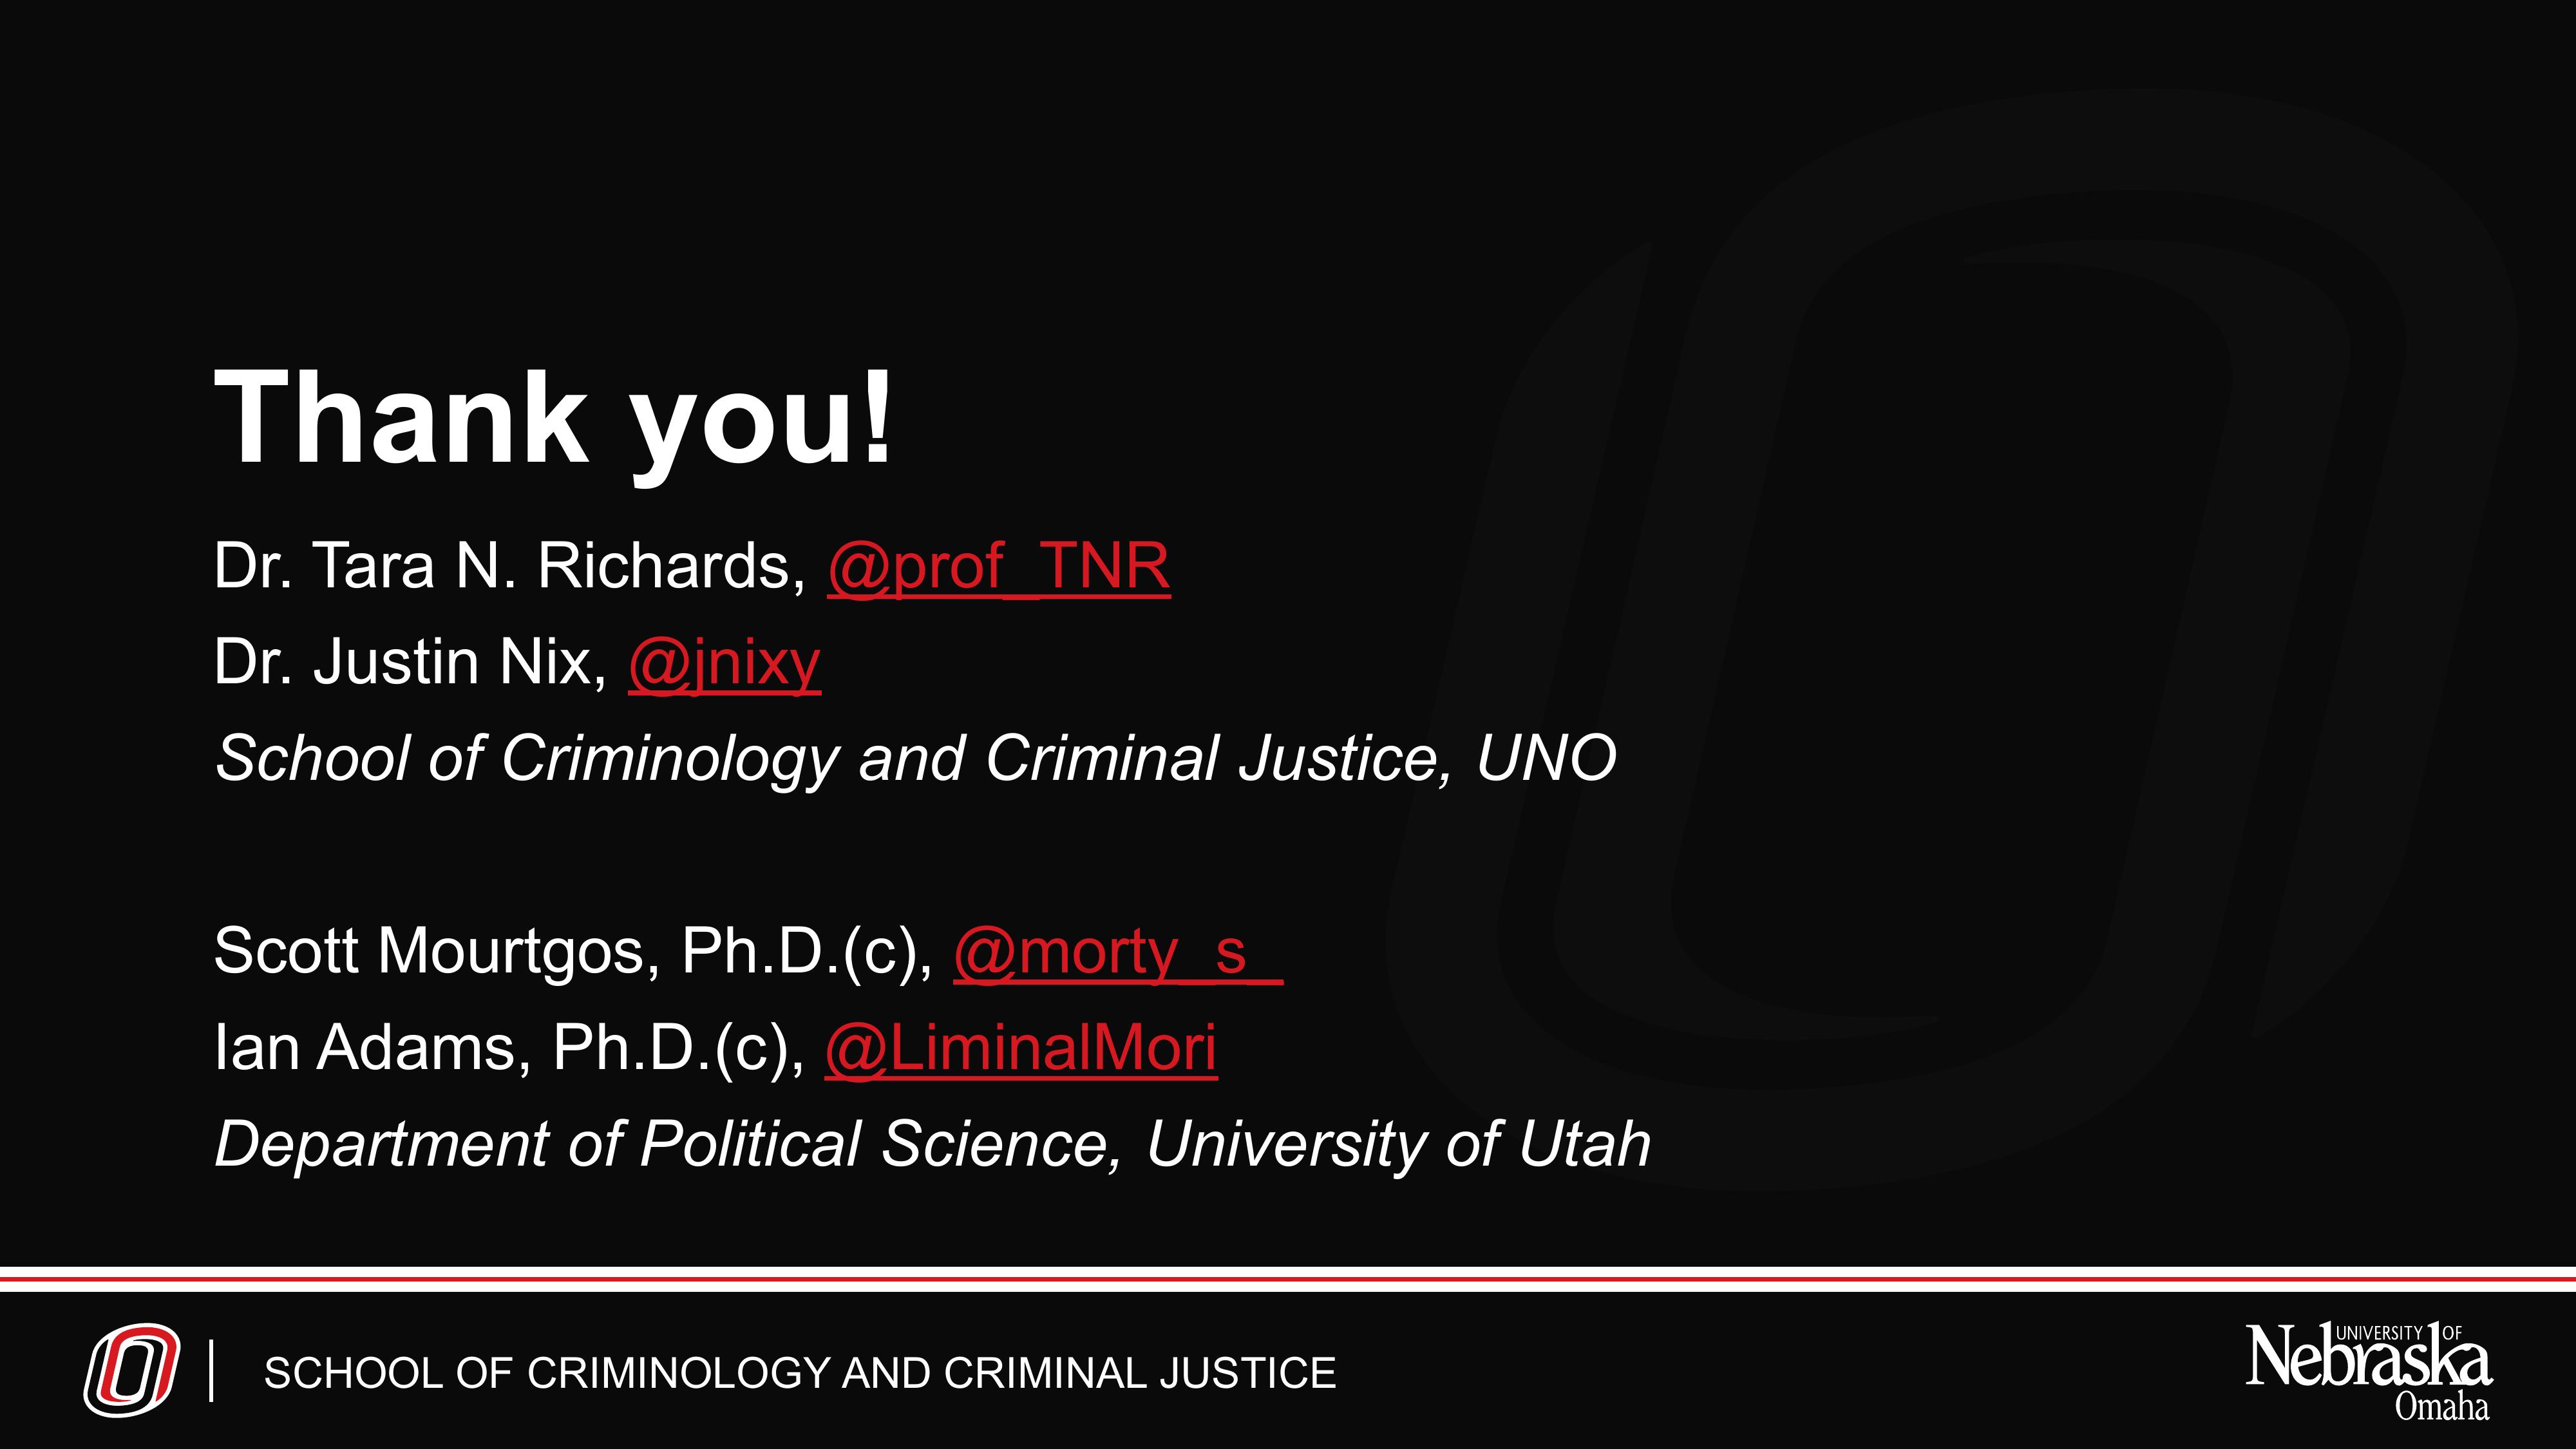 Thank you!
Dr. Tara N. Richards, @prof_TNR
Dr. Justin Nix, @jnixy
School of Criminology and Criminal Justice, UNO
Scott Mourtgos, Ph.D.(c), @morty_s_
Ian Adams, Ph.D.(c), @LiminalMori
Department of Political Science, University of Utah
O
SCHOOL OF CRIMINOLOGY AND CRIMINAL JUSTICE
UNIVERSITY OF
Nebraska
Omaha